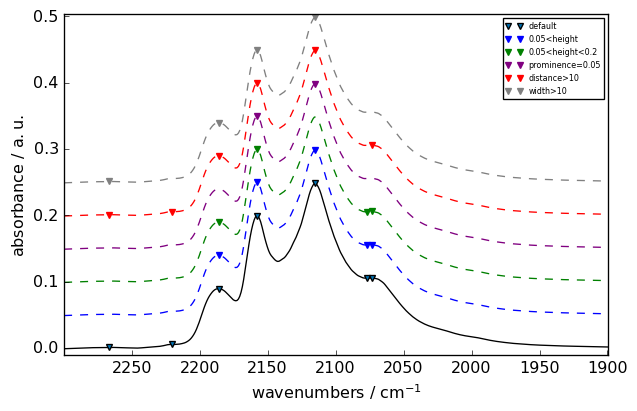 0.5
0.4
0.3
0.2
0.1
0.0
absorbance / a. u.
default
0.05<height
0.05<height<0.2
prominence=0.05
distance>10
width>10
2250 2200 2150 2100 2050 2000 1950 1900
wavenumbers / cm⁻¹